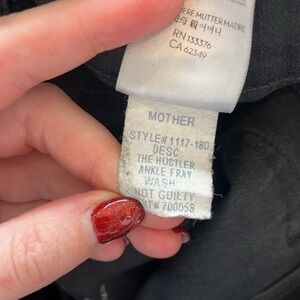 MUTTER MADRE
RN 133376
CA 62349
MOTHER
STYLE# 1117-180
DESC
THE HUSTLER
ANKLE FRAY
WASH
NOT GUILTY